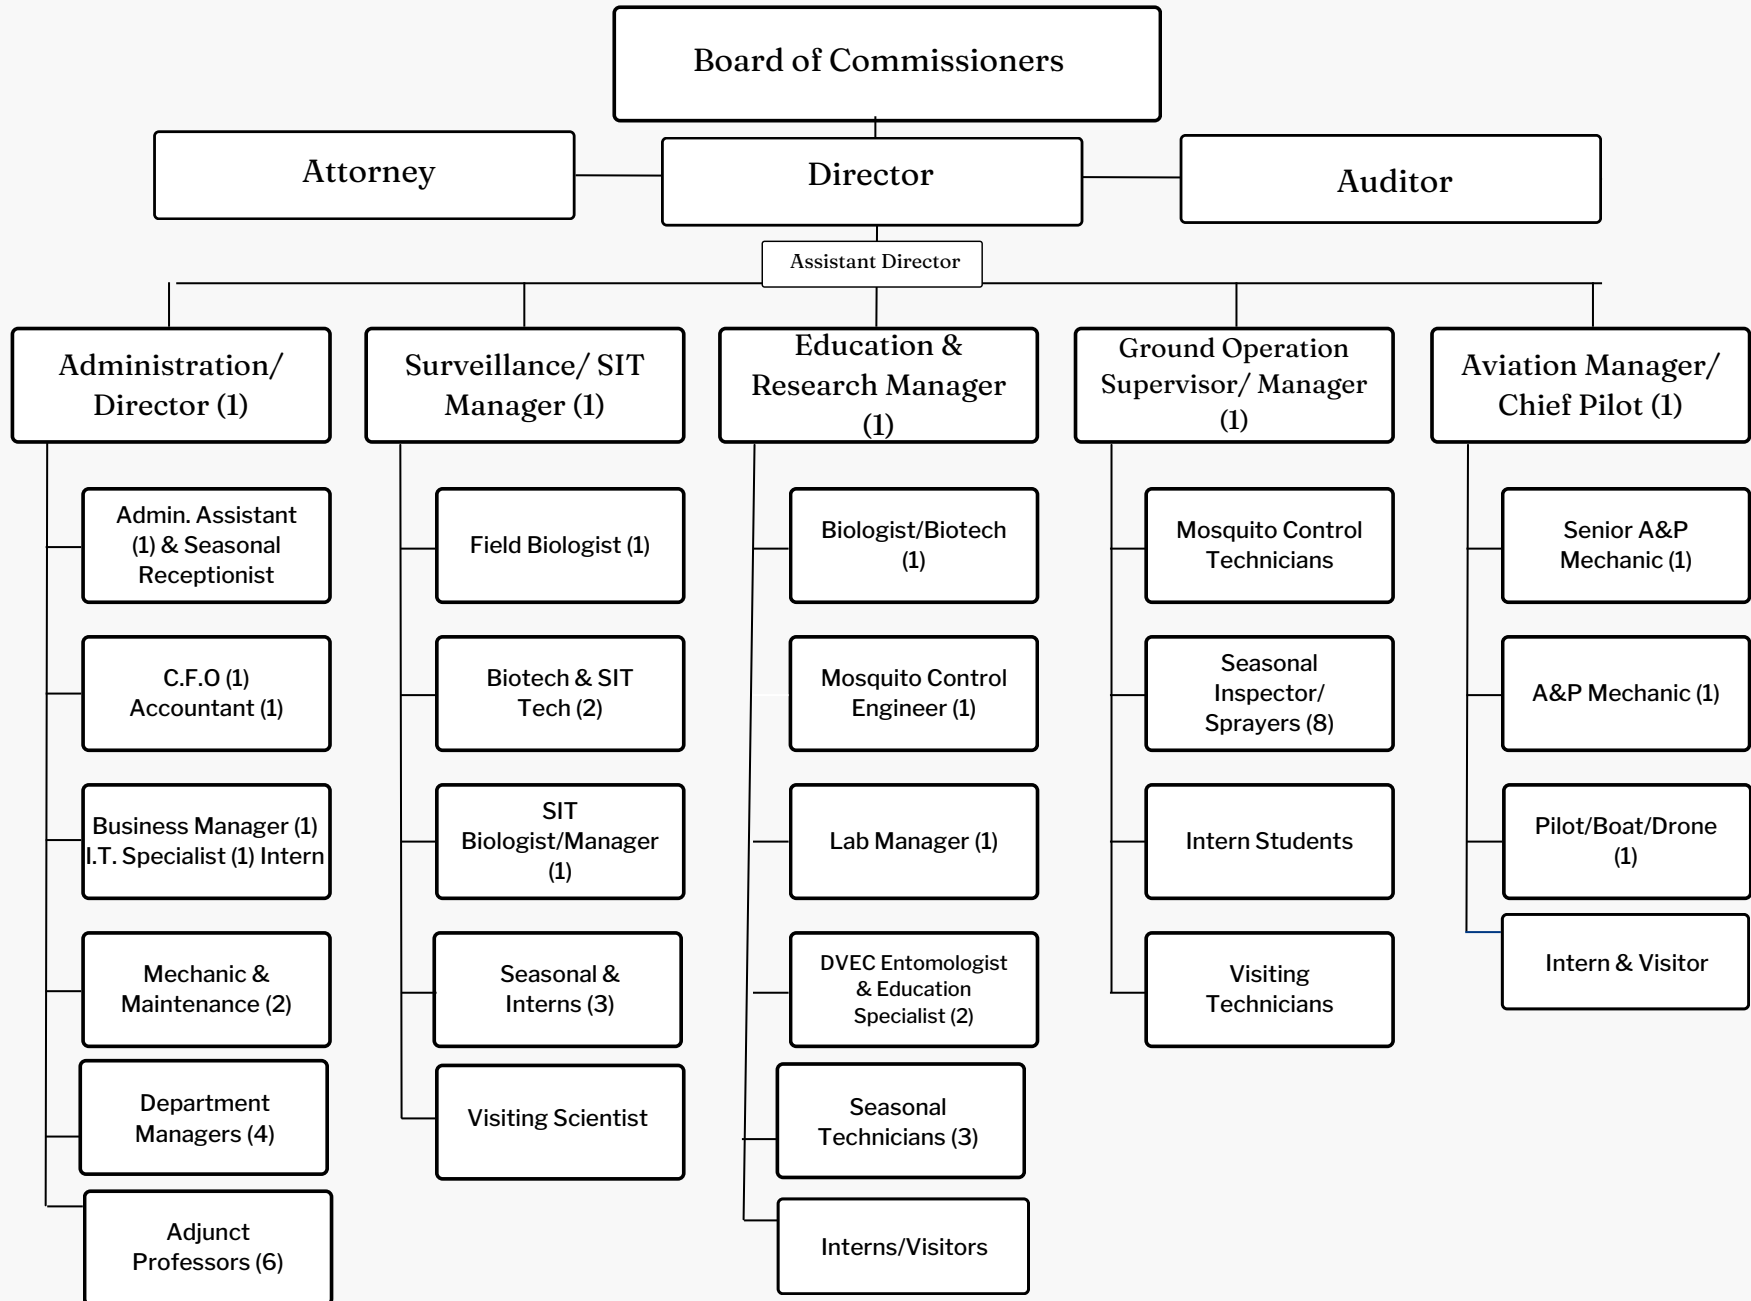 Board of Commissioners
Attorney
Director
Auditor
Assistant Director
Administration/
Director (1)
Surveillance/ SIT
Manager (1)
Education &
Research Manager
(1)
Ground Operation
Supervisor/ Manager
(1)
Aviation Manager/
Chief Pilot (1)
Admin. Assistant
(1) & Seasonal
Receptionist
C.F.O (1)
Accountant (1)
Business Manager (1)
I.T. Specialist (1) Intern
Mechanic &
Maintenance (2)
Department
Managers (4)
Adjunct
Professors (6)
Field Biologist (1)
Biotech & SIT
Tech (2)
SIT
Biologist/Manager
(1)
Seasonal &
Interns (3)
Visiting Scientist
Biologist/Biotech
(1)
Mosquito Control
Engineer (1)
Lab Manager (1)
DVEC Entomologist
& Education
Specialist (2)
Seasonal
Technicians (3)
Interns/Visitors
Mosquito Control
Technicians
Seasonal
Inspector/
Sprayers (8)
Intern Students
Visiting
Technicians
Senior A&P
Mechanic (1)
A&P Mechanic (1)
Pilot/Boat/Drone
(1)
Intern & Visitor